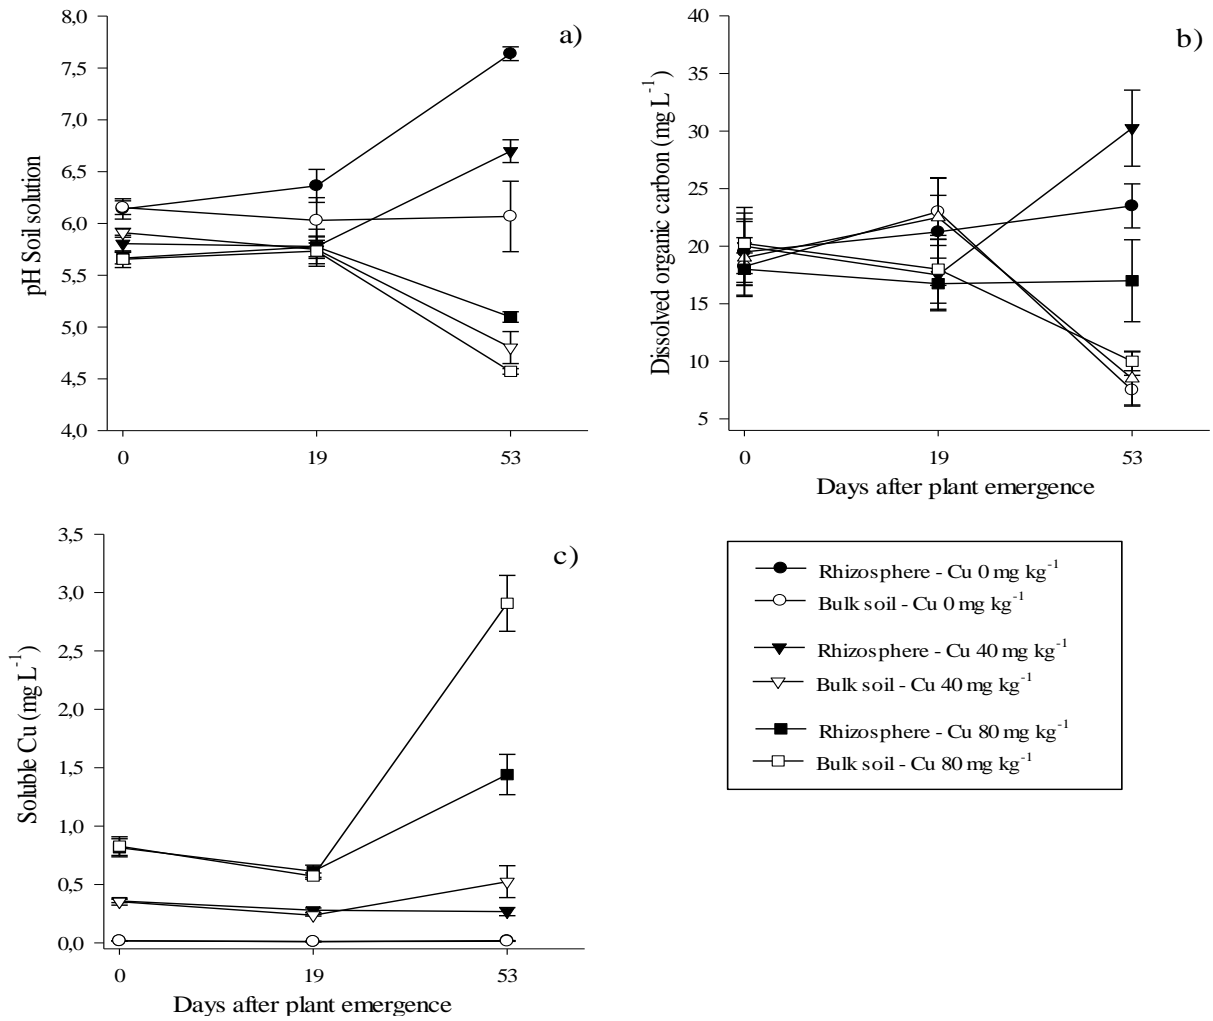 a)
pH Soil solution
8,0
7,5
7,0
6,5
6,0
5,5
5,0
4,5
4,0
0 19 53
b)
Dissolved organic carbon (mg L⁻¹)
40
35
30
25
20
15
10
5
0 19 53
Days after plant emergence
c)
Soluble Cu (mg L⁻¹)
3,5
3,0
2,5
2,0
1,5
1,0
0,5
0,0
0 19 53
Days after plant emergence
Rhizosphere - Cu 0 mg kg⁻¹
Bulk soil - Cu 0 mg kg⁻¹
Rhizosphere - Cu 40 mg kg⁻¹
Bulk soil - Cu 40 mg kg⁻¹
Rhizosphere - Cu 80 mg kg⁻¹
Bulk soil - Cu 80 mg kg⁻¹